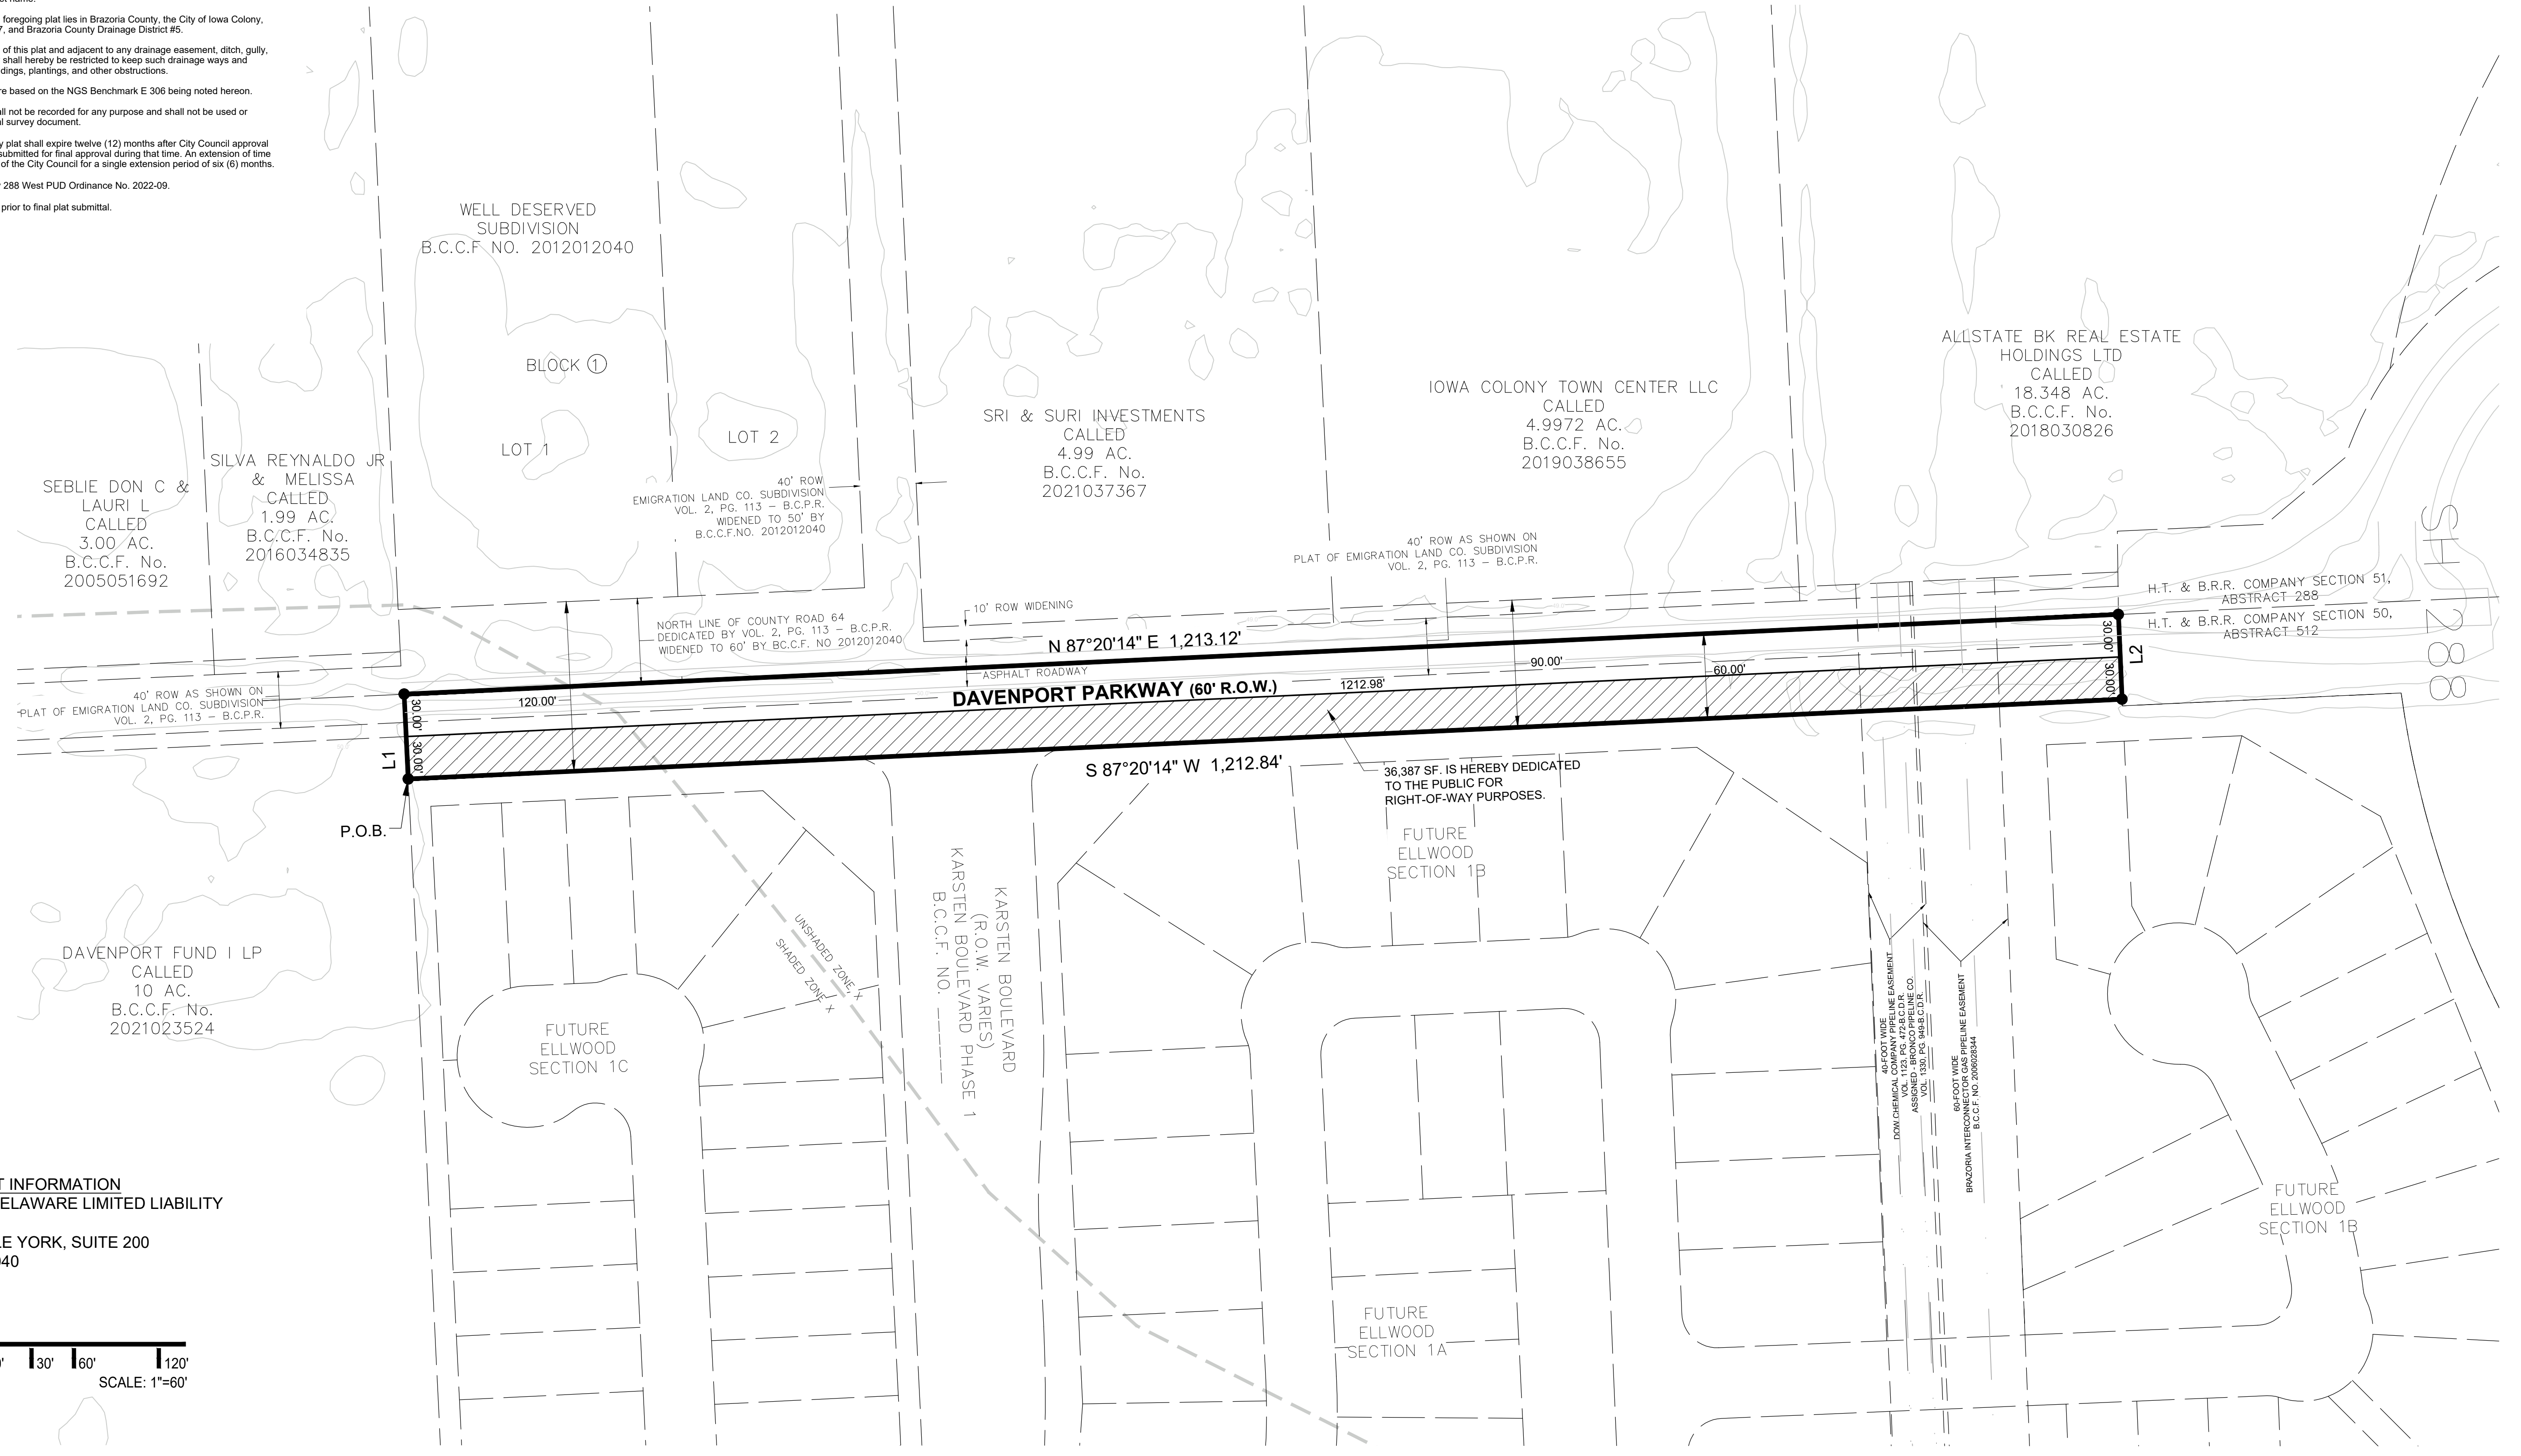 foregoing plat lies in Brazoria County, the City of Iowa Colony,
7, and Brazoria County Drainage District #5.
of this plat and adjacent to any drainage easement, ditch, gully,
shall hereby be restricted to keep such drainage ways and
dings, plantings, and other obstructions.
re based on the NGS Benchmark E 306 being noted hereon.
all not be recorded for any purpose and shall not be used or
al survey document.
y plat shall expire twelve (12) months after City Council approval
submitted for final approval during that time. An extension of time
of the City Council for a single extension period of six (6) months.
288 West PUD Ordinance No. 2022-09.
prior to final plat submittal.
WELL DESERVED
SUBDIVISION
B.C.C.F NO. 2012012040
BLOCK 1
LOT 1
LOT 2
SEBLIE DON C &
LAURI L
CALLED
3.00 AC.
B.C.C.F. No.
2005051692
SILVA REYNALDO JR
& MELISSA
CALLED
1.99 AC.
B.C.C.F. No.
2016034835
40' ROW
EMIGRATION LAND CO. SUBDIVISION
VOL. 2, PG. 113 – B.C.P.R.
WIDENED TO 50' BY
B.C.C.F.NO. 2012012040
SRI & SURI INVESTMENTS
CALLED
4.99 AC.
B.C.C.F. No.
2021037367
IOWA COLONY TOWN CENTER LLC
CALLED
4.9972 AC.
B.C.C.F. No.
2019038655
ALLSTATE BK REAL ESTATE
HOLDINGS LTD
CALLED
18.348 AC.
B.C.C.F. No.
2018030826
40' ROW AS SHOWN ON
PLAT OF EMIGRATION LAND CO. SUBDIVISION
VOL. 2, PG. 113 – B.C.P.R.
SH 288
H.T. & B.R.R. COMPANY SECTION 51,
ABSTRACT 288
H.T. & B.R.R. COMPANY SECTION 50,
ABSTRACT 512
10' ROW WIDENING
NORTH LINE OF COUNTY ROAD 64
DEDICATED BY VOL. 2, PG. 113 – B.C.P.R.
WIDENED TO 60' BY BC.C.F. NO 2012012040
N 87°20'14" E 1,213.12'
ASPHALT ROADWAY
DAVENPORT PARKWAY (60' R.O.W.)
1212.98'
120.00'
90.00'
60.00'
30.00'
30.00'
L2
30.00'
30.00'
L1
40' ROW AS SHOWN ON
PLAT OF EMIGRATION LAND CO. SUBDIVISION
VOL. 2, PG. 113 – B.C.P.R.
S 87°20'14" W 1,212.84'
36,387 SF. IS HEREBY DEDICATED
TO THE PUBLIC FOR
RIGHT-OF-WAY PURPOSES.
P.O.B.
FUTURE
ELLWOOD
SECTION 1B
KARSTEN BOULEVARD
(R.O.W. VARIES)
KARSTEN BOULEVARD PHASE 1
B.C.C.F. NO. ______
UNSHADED ZONE X
SHADED ZONE X
DAVENPORT FUND I LP
CALLED
10 AC.
B.C.C.F. No.
2021023524
FUTURE
ELLWOOD
SECTION 1C
40-FOOT WIDE
DOW CHEMICAL COMPANY PIPELINE EASEMENT
VOL. 1123, PG. 472-B.C.D.R.
ASSIGNED - BRONCO PIPELINE CO.
VOL. 1330, PG. 949-B.C.D.R.
60-FOOT WIDE
BRAZORIA INTERCONNECTOR GAS PIPELINE EASEMENT
B.C.C.F. NO. 2006028344
FUTURE
ELLWOOD
SECTION 1B
FUTURE
ELLWOOD
SECTION 1A
T INFORMATION
ELAWARE LIMITED LIABILITY
LE YORK, SUITE 200
040
30' 60' 120'
SCALE: 1"=60'